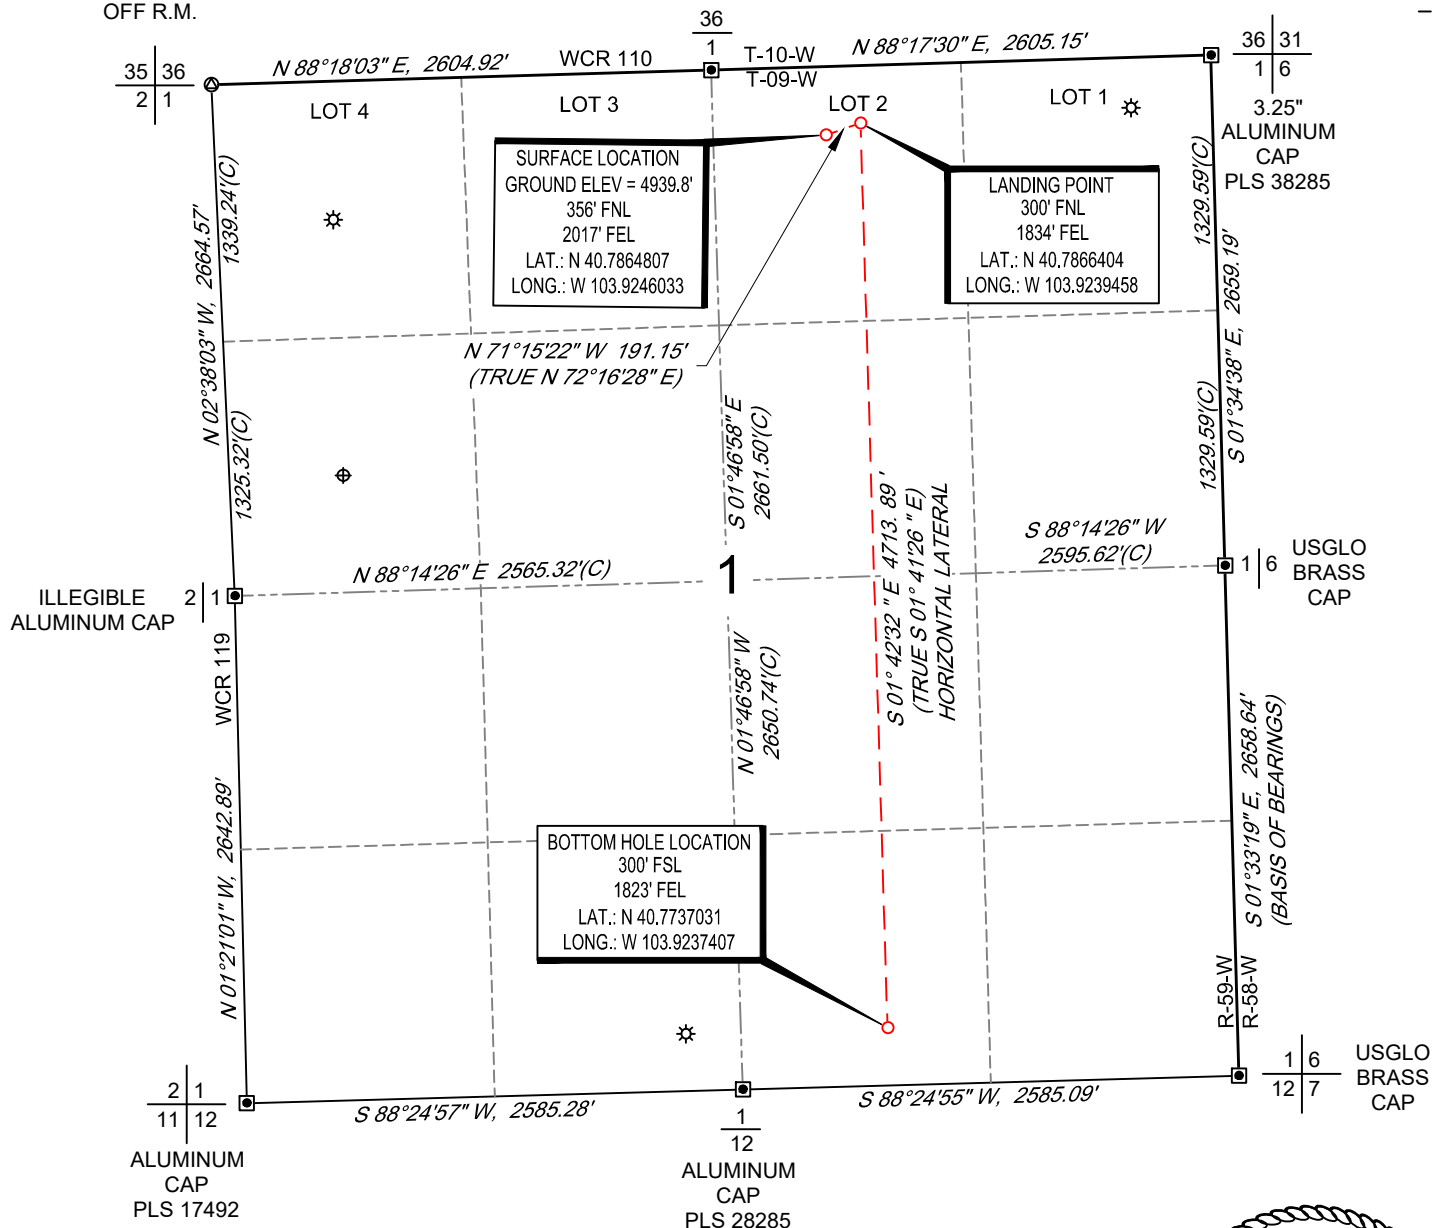 OFF R.M.
36
1
35 36
2 1
N 88°18'03" E, 2604.92'
WCR 110
T-10-W
T-09-W
N 88°17'30" E, 2605.15'
36 31
1 6
3.25"
ALUMINUM
CAP
PLS 38285
LOT 4
LOT 3
LOT 2
LOT 1
SURFACE LOCATION
GROUND ELEV = 4939.8'
356' FNL
2017' FEL
LAT.: N 40.7864807
LONG.: W 103.9246033
LANDING POINT
300' FNL
1834' FEL
LAT.: N 40.7866404
LONG.: W 103.9239458
N 02°38'03" W, 2664.57'
1339.24'(C)
1329.59'(C)
S 01°34'38" E, 2659.19'
N 71°15'22" W 191.15'
(TRUE N 72°16'28" E)
1325.32'(C)
S 01°46'58" E
2661.50'(C)
1329.59'(C)
S 01° 42'32 " E 4713. 89 '
(TRUE S 01° 41'26 " E)
HORIZONTAL LATERAL
S 88°14'26" W
2595.62'(C)
N 88°14'26" E 2565.32'(C)
1
ILLEGIBLE
ALUMINUM CAP
2 1
1 6
USGLO
BRASS
CAP
WCR 119
N 01°46'58" W
2650.74'(C)
N 01°21'01" W, 2642.89'
S 01°33'19" E, 2658.64'
(BASIS OF BEARINGS)
BOTTOM HOLE LOCATION
300' FSL
1823' FEL
LAT.: N 40.7737031
LONG.: W 103.9237407
R-59-W
R-58-W
2 1
11 12
ALUMINUM
CAP
PLS 17492
S 88°24'57" W, 2585.28'
1
12
ALUMINUM
CAP
PLS 28285
S 88°24'55" W, 2585.09'
1 6
12 7
USGLO
BRASS
CAP